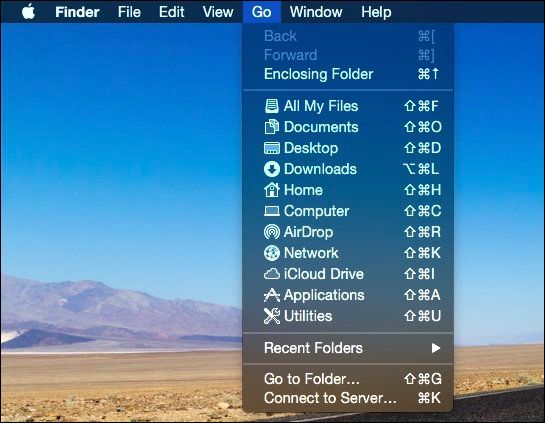 Finder File Edit View Go Window Help
Back ⌘[
Forward ⌘]
Enclosing Folder ⌘↑
All My Files ⇧⌘F
Documents ⇧⌘O
Desktop ⇧⌘D
Downloads ⌥⌘L
Home ⇧⌘H
Computer ⇧⌘C
AirDrop ⇧⌘R
Network ⇧⌘K
iCloud Drive ⇧⌘I
Applications ⇧⌘A
Utilities ⇧⌘U
Recent Folders ▶
Go to Folder... ⇧⌘G
Connect to Server... ⌘K